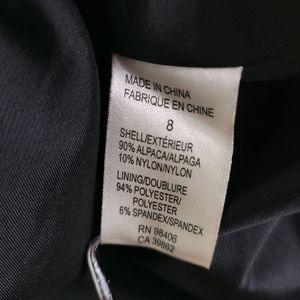 MADE IN CHINA
FABRIQUE EN CHINE
8
SHELL/EXTÉRIEUR
90% ALPACA/ALPAGA
10% NYLON/NYLON
LINING/DOUBLURE
94% POLYESTER/
POLYESTER
6% SPANDEX/SPANDEX
RN 98406
CA 39862